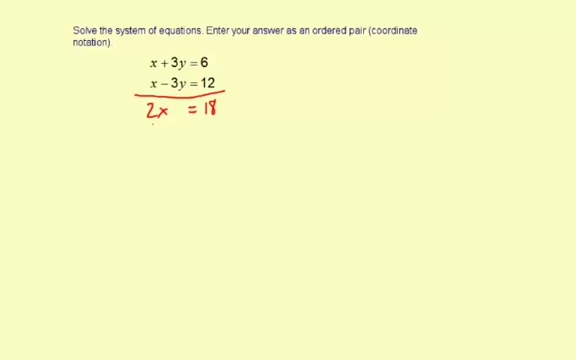 Solve the system of equations. Enter your answer as an ordered pair (coordinate
notation).
x + 3y = 6
x − 3y = 12
2x = 18